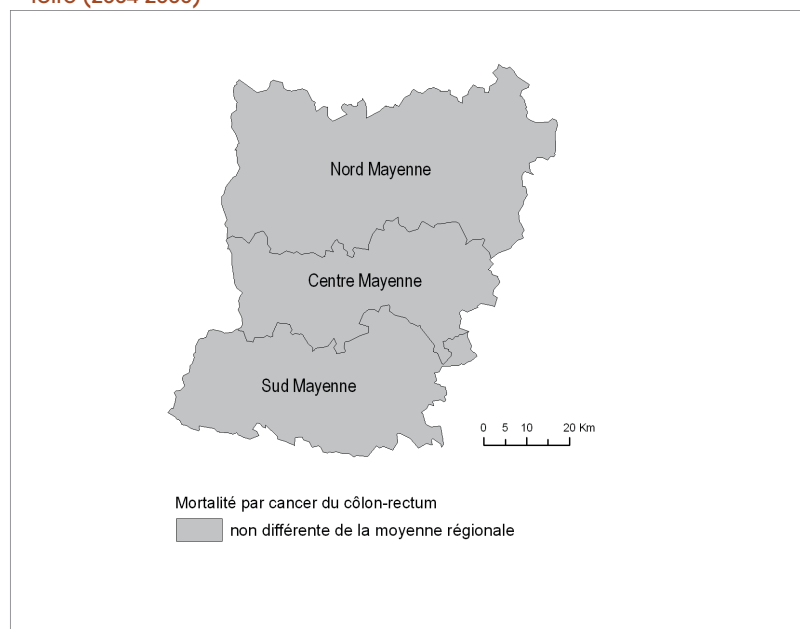 Nord Mayenne
Centre Mayenne
Sud Mayenne
0 5 10 20 Km
Mortalité par cancer du côlon-rectum
non différente de la moyenne régionale